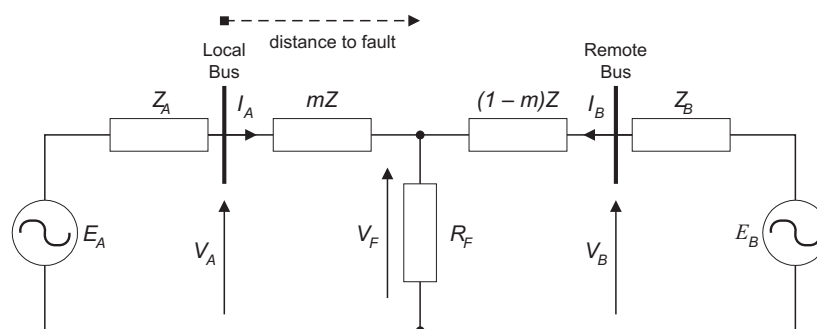 distance to fault
Local
Bus
Remote
Bus
Z_A
I_A
mZ
(1 – m)Z
I_B
Z_B
E_A
V_A
V_F
R_F
V_B
E_B